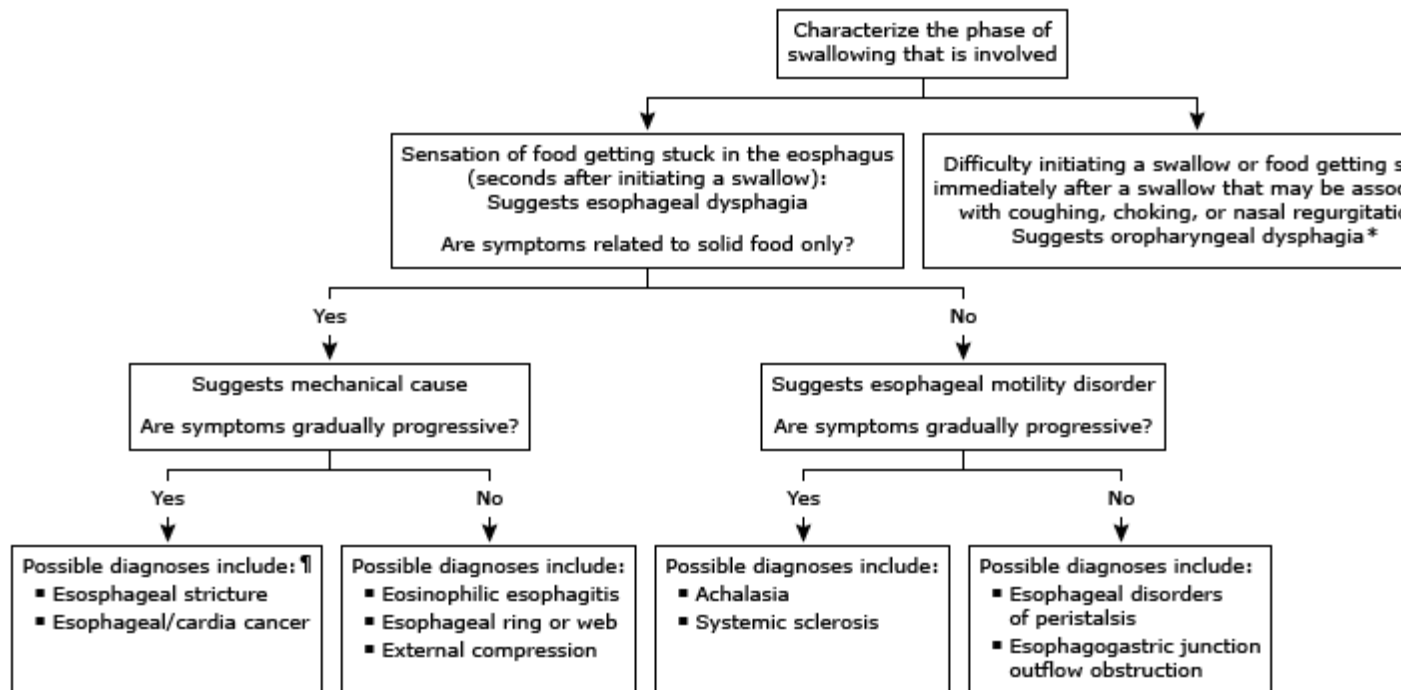 Characterize the phase of
swallowing that is involved
Sensation of food getting stuck in the eosphagus
(seconds after initiating a swallow):
Suggests esophageal dysphagia
Are symptoms related to solid food only?
Difficulty initiating a swallow or food getting
immediately after a swallow that may be
with coughing, choking, or nasal
Suggests oropharyngeal dysphagia*
Yes
No
Suggests mechanical cause
Are symptoms gradually progressive?
Suggests esophageal motility disorder
Are symptoms gradually progressive?
Yes
No
Yes
No
Possible diagnoses include: ¶
▪ Esosphageal stricture
▪ Esophageal/cardia cancer
Possible diagnoses include:
▪ Eosinophilic esophagitis
▪ Esophageal ring or web
▪ External compression
Possible diagnoses include:
▪ Achalasia
▪ Systemic sclerosis
Possible diagnoses include:
▪ Esophageal disorders
of peristalsis
▪ Esophagogastric junction
outflow obstruction